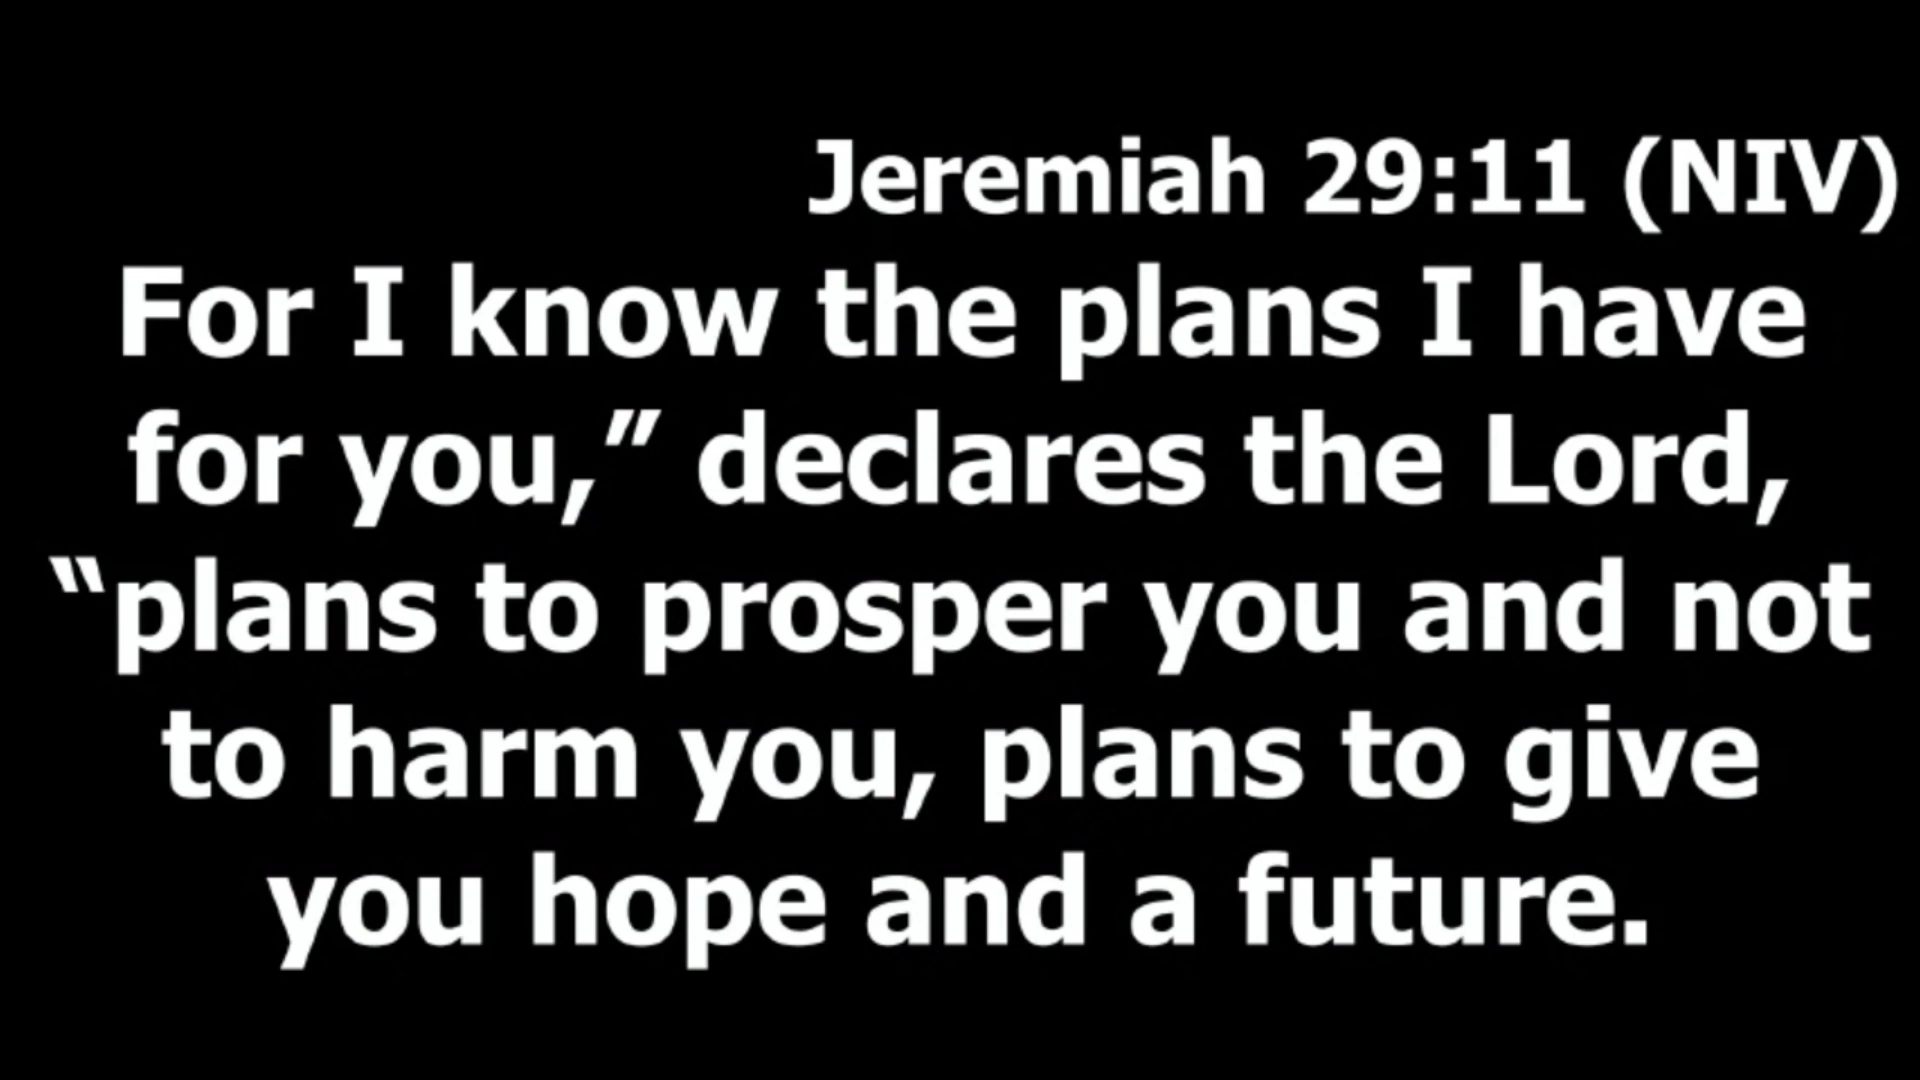 Jeremiah 29:11 (NIV)
For I know the plans I have
for you,” declares the Lord,
“plans to prosper you and not
to harm you, plans to give
you hope and a future.